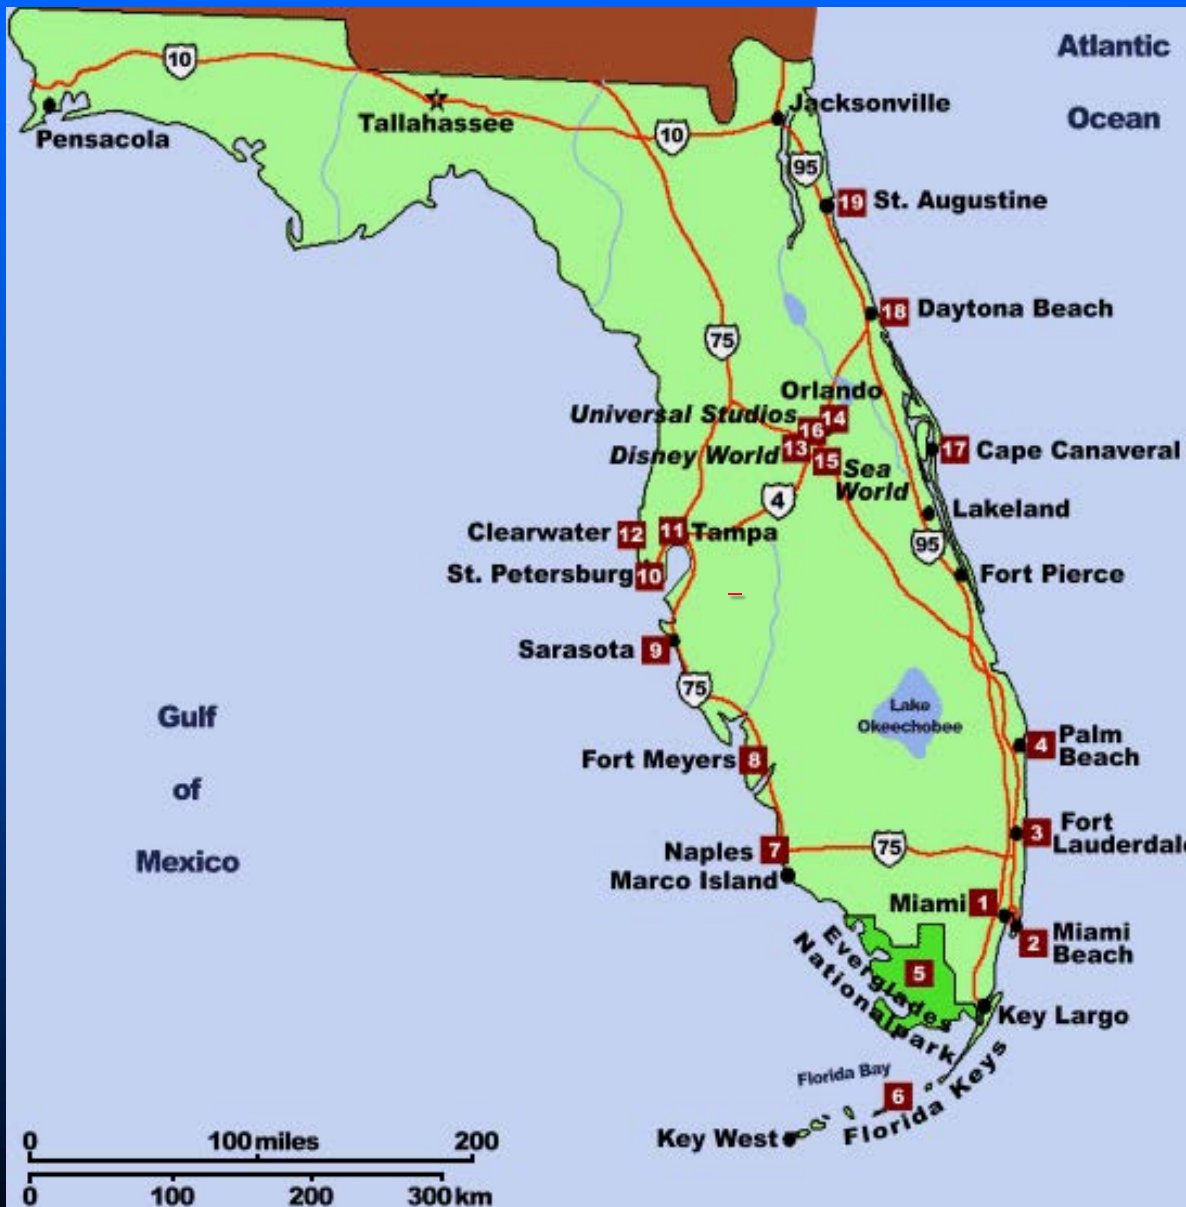 Atlantic
Ocean
10
Jacksonville
Tallahassee
10
Pensacola
95
19 St. Augustine
18 Daytona Beach
75
Orlando
Universal Studios
14
16
Disney World 13
15 Sea
World
17 Cape Canaveral
4
Lakeland
Clearwater 12
11 Tampa
95
St. Petersburg 10
Fort Pierce
Sarasota 9
75
Gulf
of
Mexico
Lake
Okeechobee
4 Palm
Beach
Fort Meyers 8
3 Fort
Lauderdale
Naples 7
75
Marco Island
Miami 1
2 Miami
Beach
5
Everglades
Nationalpark
Key Largo
Florida Bay
6
Florida Keys
Key West
0 100 miles 200
0 100 200 300 km